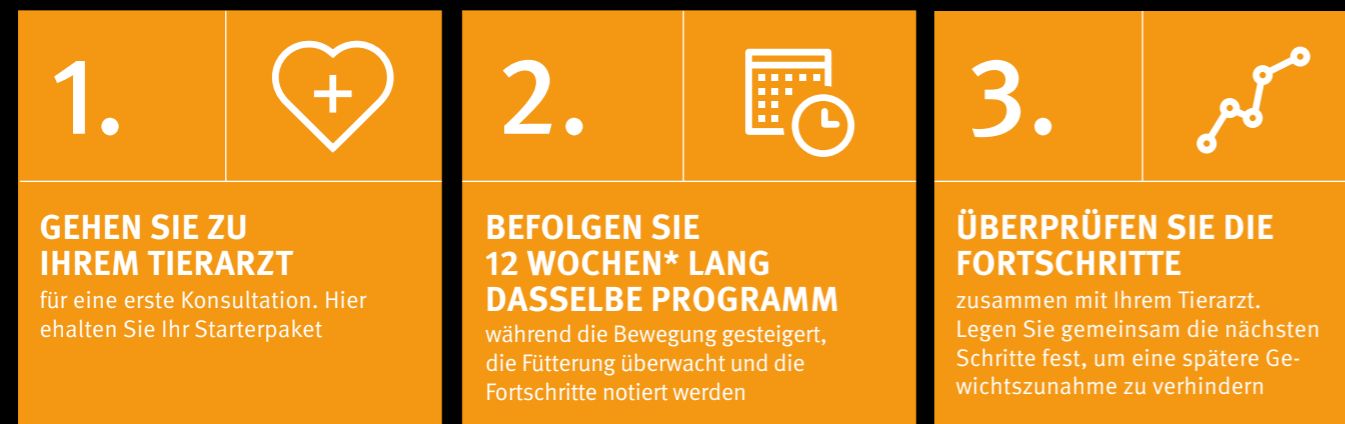 1.
GEHEN SIE ZU
IHREM TIERARZT
für eine erste Konsultation. Hier
ehalten Sie Ihr Starterpaket
2.
BEFOLGEN SIE
12 WOCHEN* LANG
DASSELBE PROGRAMM
während die Bewegung gesteigert,
die Fütterung überwacht und die
Fortschritte notiert werden
3.
ÜBERPRÜFEN SIE DIE
FORTSCHRITTE
zusammen mit Ihrem Tierarzt.
Legen Sie gemeinsam die nächsten
Schritte fest, um eine spätere Ge-
wichtszunahme zu verhindern